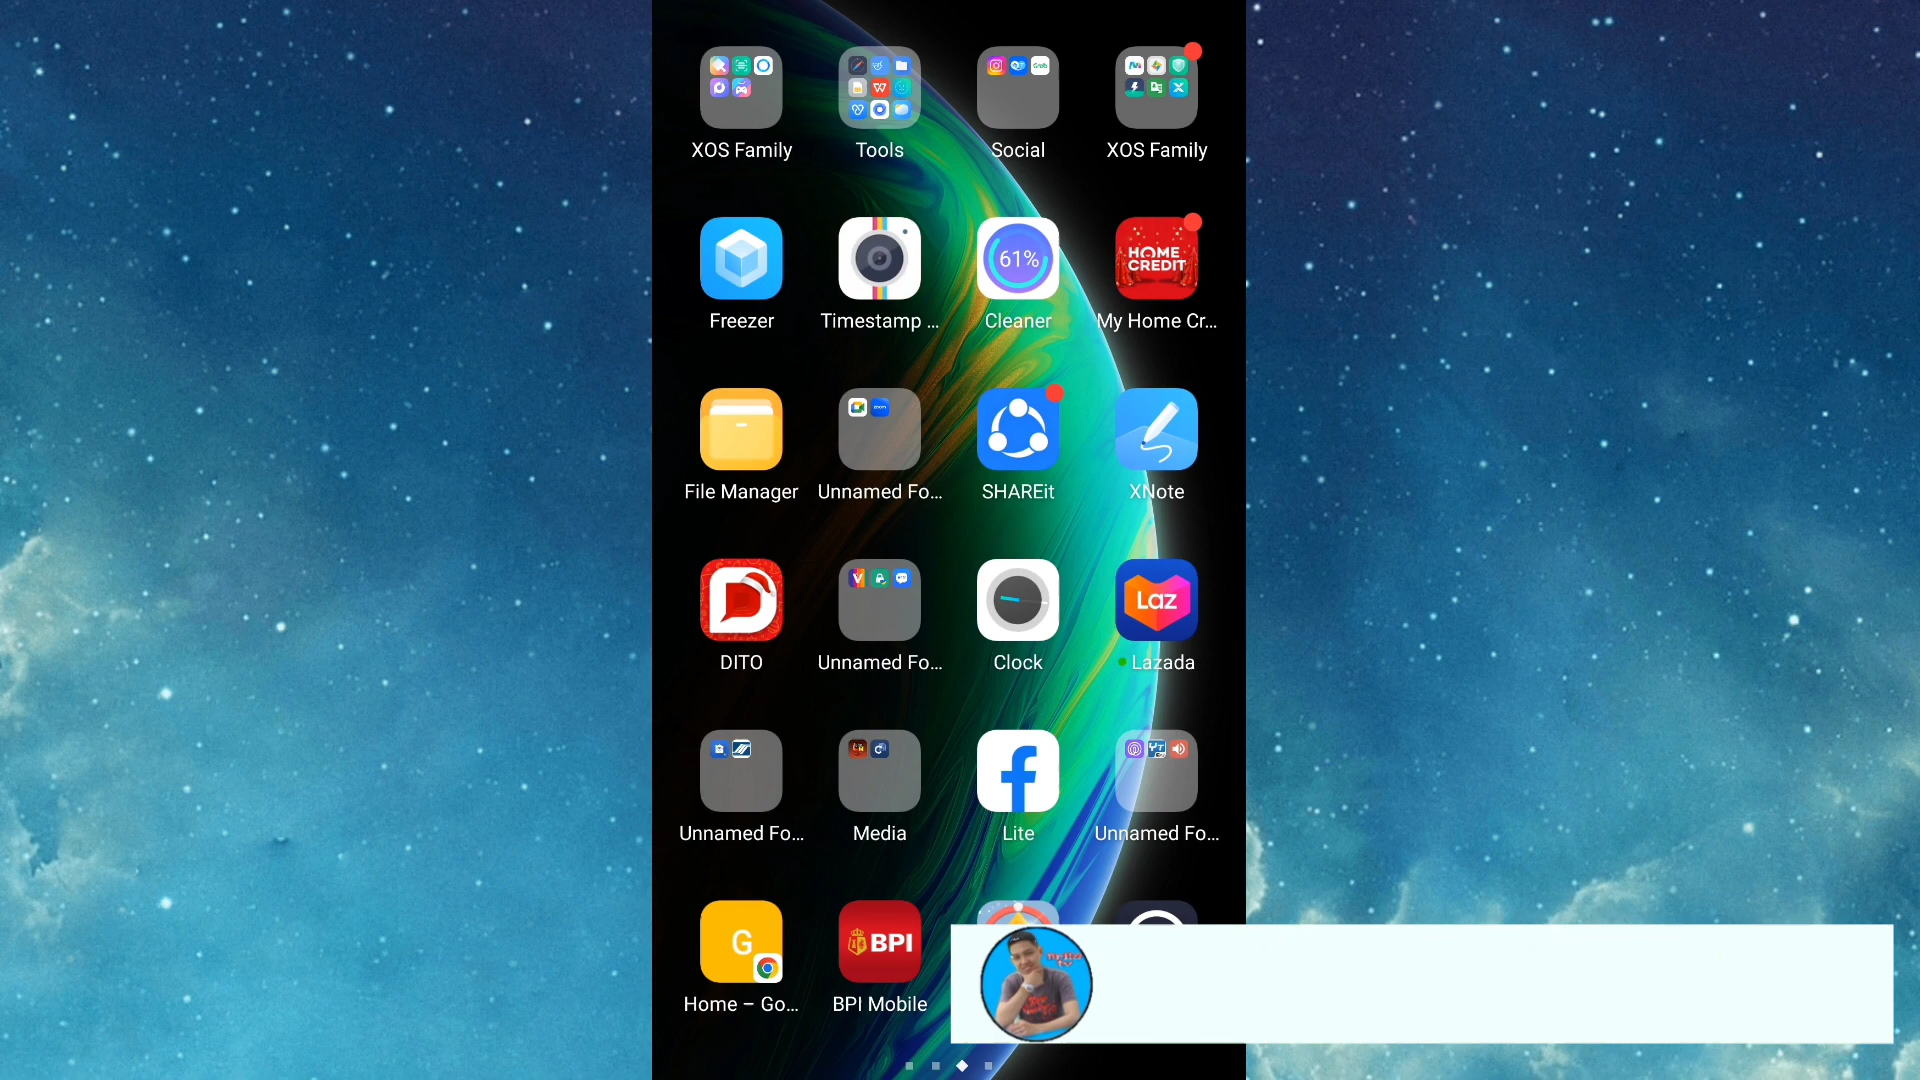 XOS Family
Tools
Social
XOS Family
61%
HOME
CREDIT
Freezer
Timestamp ...
Cleaner
My Home Cr...
zoom
File Manager
Unnamed Fo...
SHAREit
XNote
Laz
DITO
Unnamed Fo...
Clock
Lazada
Unnamed Fo...
Media
Lite
Unnamed Fo...
G
BPI
Home – Go...
BPI Mobile